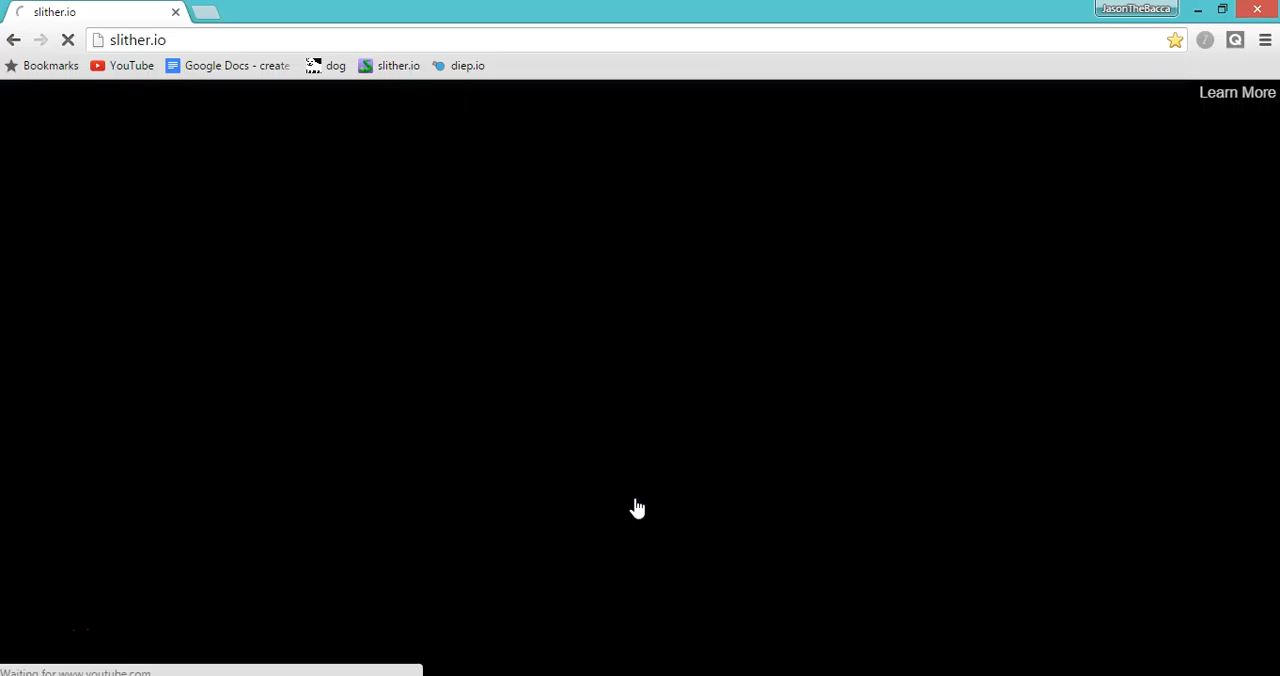 slither.io
JasonTheBacca
slither.io
Bookmarks YouTube Google Docs - create dog slither.io diep.io
Learn More
Waiting for www.youtube.com